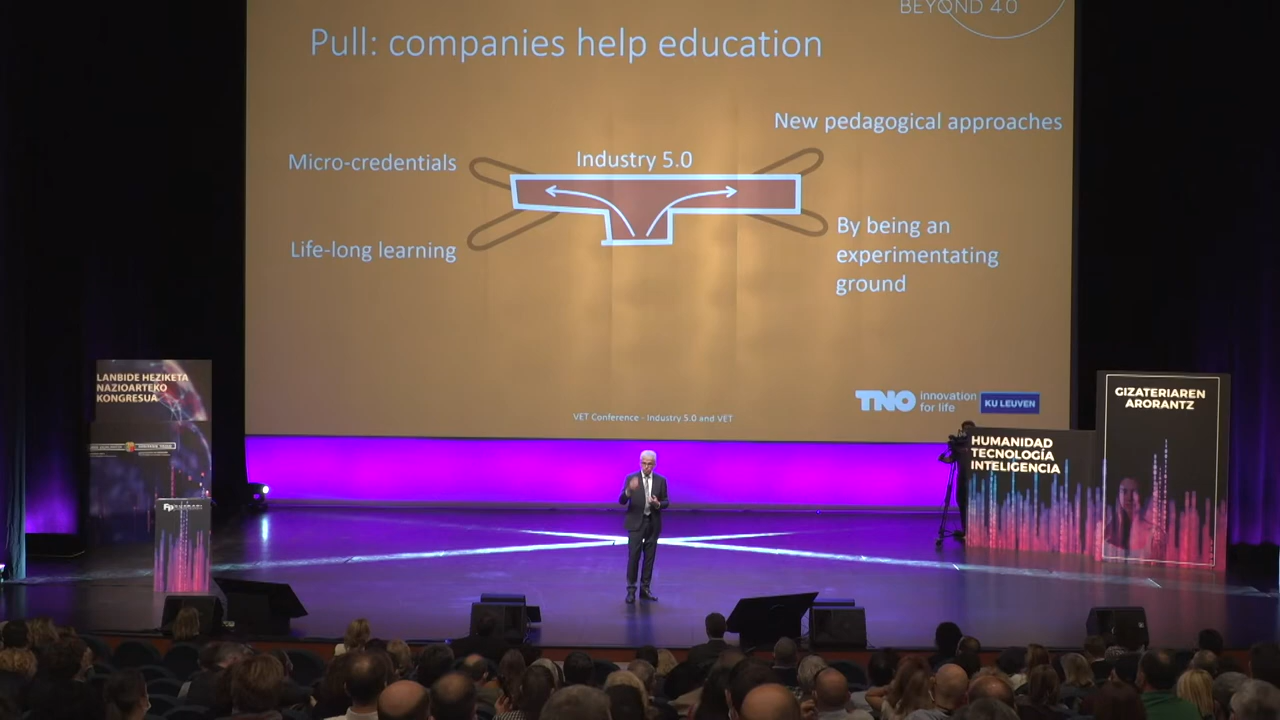 BEYOND 4.0
Pull: companies help education
New pedagogical approaches
Micro-credentials
Industry 5.0
Life-long learning
By being an
experimentating
ground
TNO innovation
for life
KU LEUVEN
VET Conference - Industry 5.0 and VET
LANBIDE HEZIKETA
NAZIOARTEKO
KONGRESUA
Fp
HUMANIDAD
TECNOLOGÍA
INTELIGENCIA
GIZATERIAREN
ARORANTZ